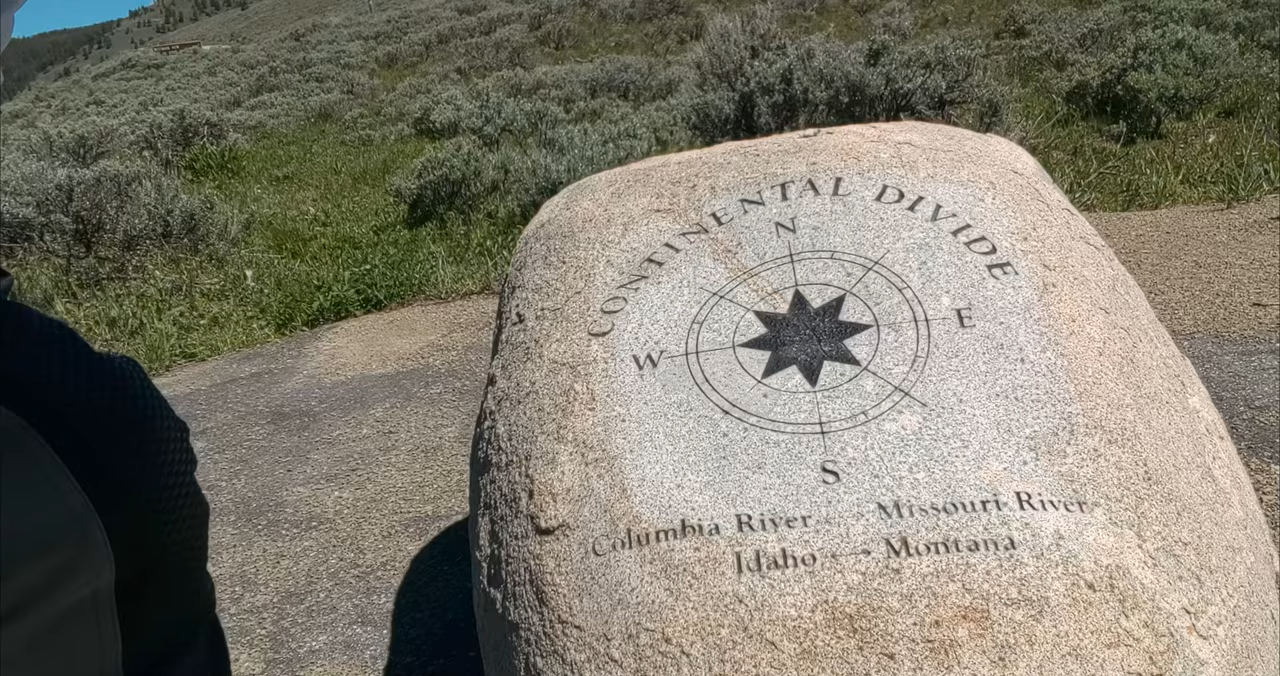 CONTINENTAL DIVIDE
N
W E
S
Columbia River ←→ Missouri River
Idaho ←→ Montana